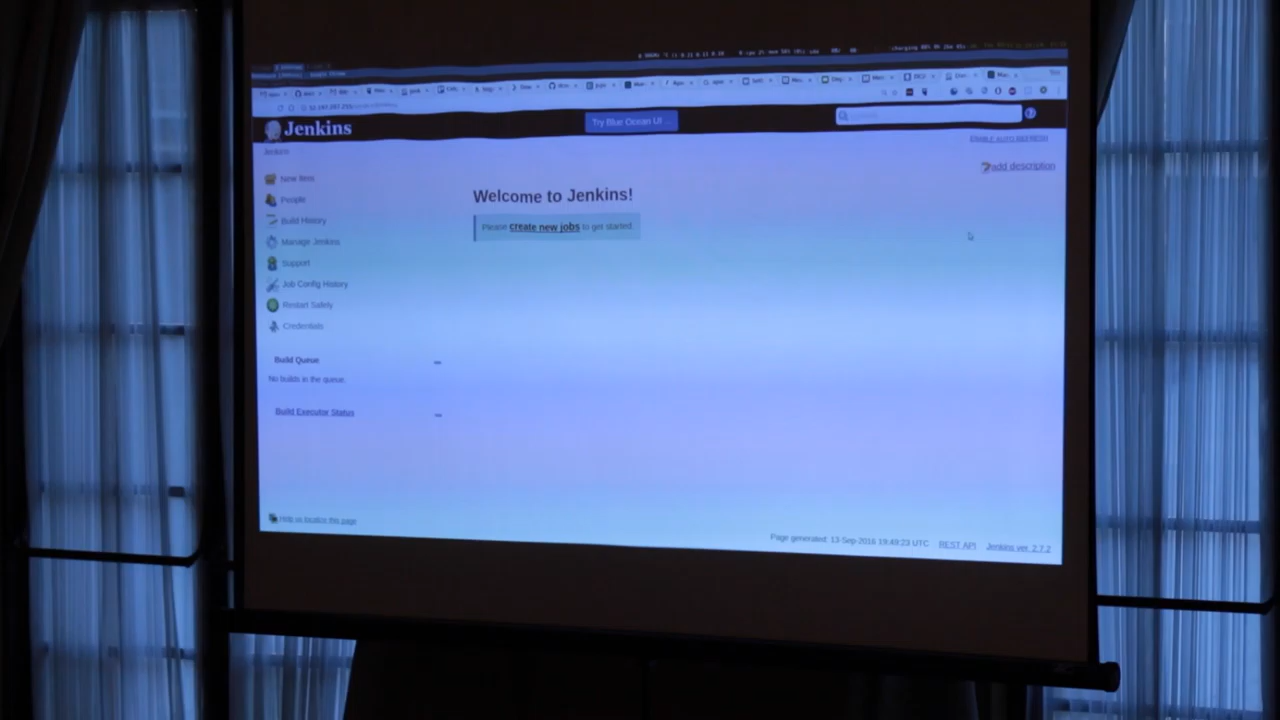 Jenkins
Try Blue Ocean UI ...
Jenkins
ENABLE AUTO REFRESH
add description
New Item
People
Build History
Manage Jenkins
Support
Job Config History
Restart Safely
Credentials
Welcome to Jenkins!
Please create new jobs to get started.
Build Queue
No builds in the queue.
Build Executor Status
Help us localize this page
Page generated: 13-Sep-2016 19:49:23 UTC REST API Jenkins ver. 2.7.2